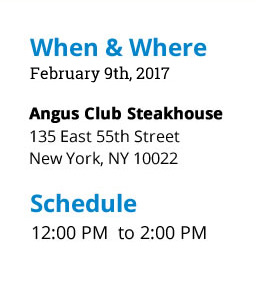 When & Where
February 9th, 2017
Angus Club Steakhouse
135 East 55th Street
New York, NY 10022
Schedule
12:00 PM  to 2:00 PM